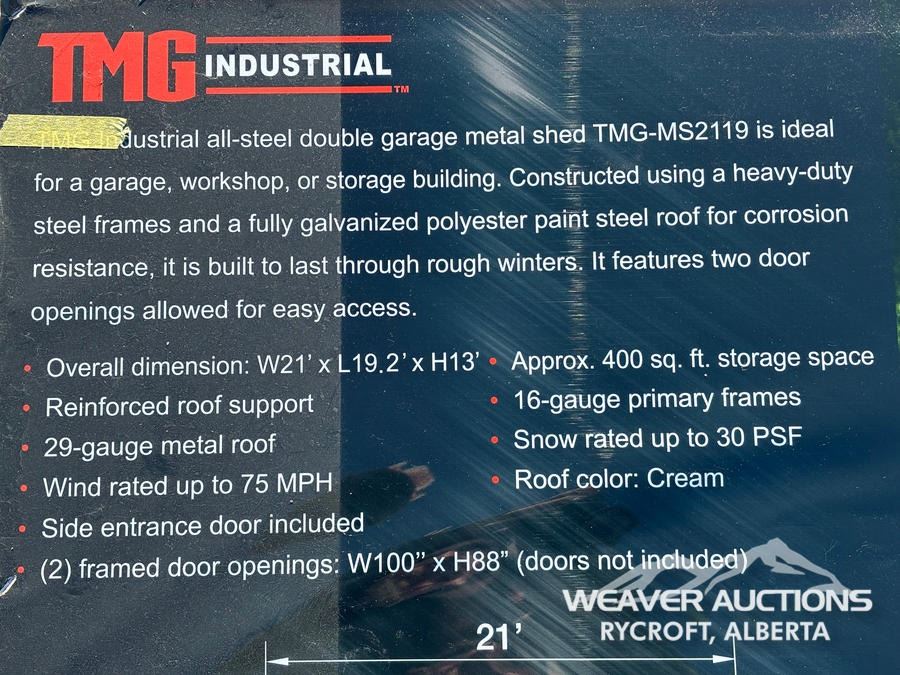 TMG INDUSTRIAL ™
TMG Industrial all-steel double garage metal shed TMG-MS2119 is ideal
for a garage, workshop, or storage building. Constructed using a heavy-duty
steel frames and a fully galvanized polyester paint steel roof for corrosion
resistance, it is built to last through rough winters. It features two door
openings allowed for easy access.
• Overall dimension: W21' x L19.2' x H13'
• Reinforced roof support
• 29-gauge metal roof
• Wind rated up to 75 MPH
• Side entrance door included
• (2) framed door openings: W100’’ x H88” (doors not included)
• Approx. 400 sq. ft. storage space
• 16-gauge primary frames
• Snow rated up to 30 PSF
• Roof color: Cream
21'
WEAVER AUCTIONS
RYCROFT, ALBERTA